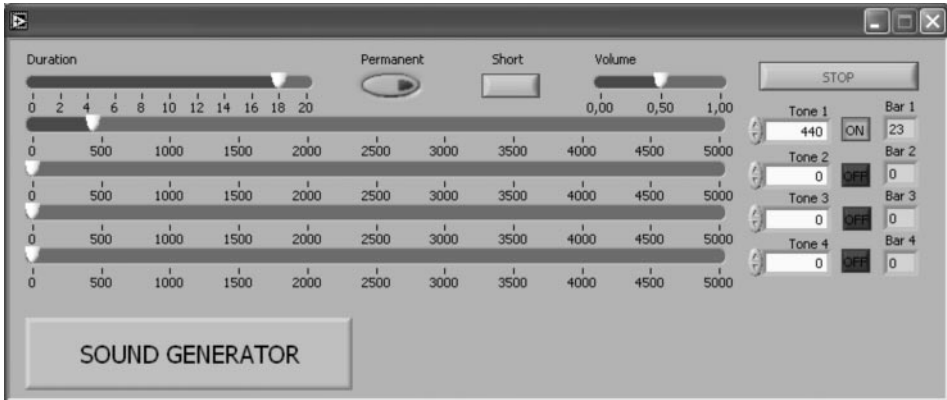 Duration Permanent Short Volume
STOP
0 2 4 6 8 10 12 14 16 18 20 0,00 0,50 1,00
Tone 1 Bar 1
440 ON 23
0 500 1000 1500 2000 2500 3000 3500 4000 4500 5000
Tone 2 Bar 2
0 OFF 0
0 500 1000 1500 2000 2500 3000 3500 4000 4500 5000
Tone 3 Bar 3
0 OFF 0
0 500 1000 1500 2000 2500 3000 3500 4000 4500 5000
Tone 4 Bar 4
0 OFF 0
0 500 1000 1500 2000 2500 3000 3500 4000 4500 5000
SOUND GENERATOR